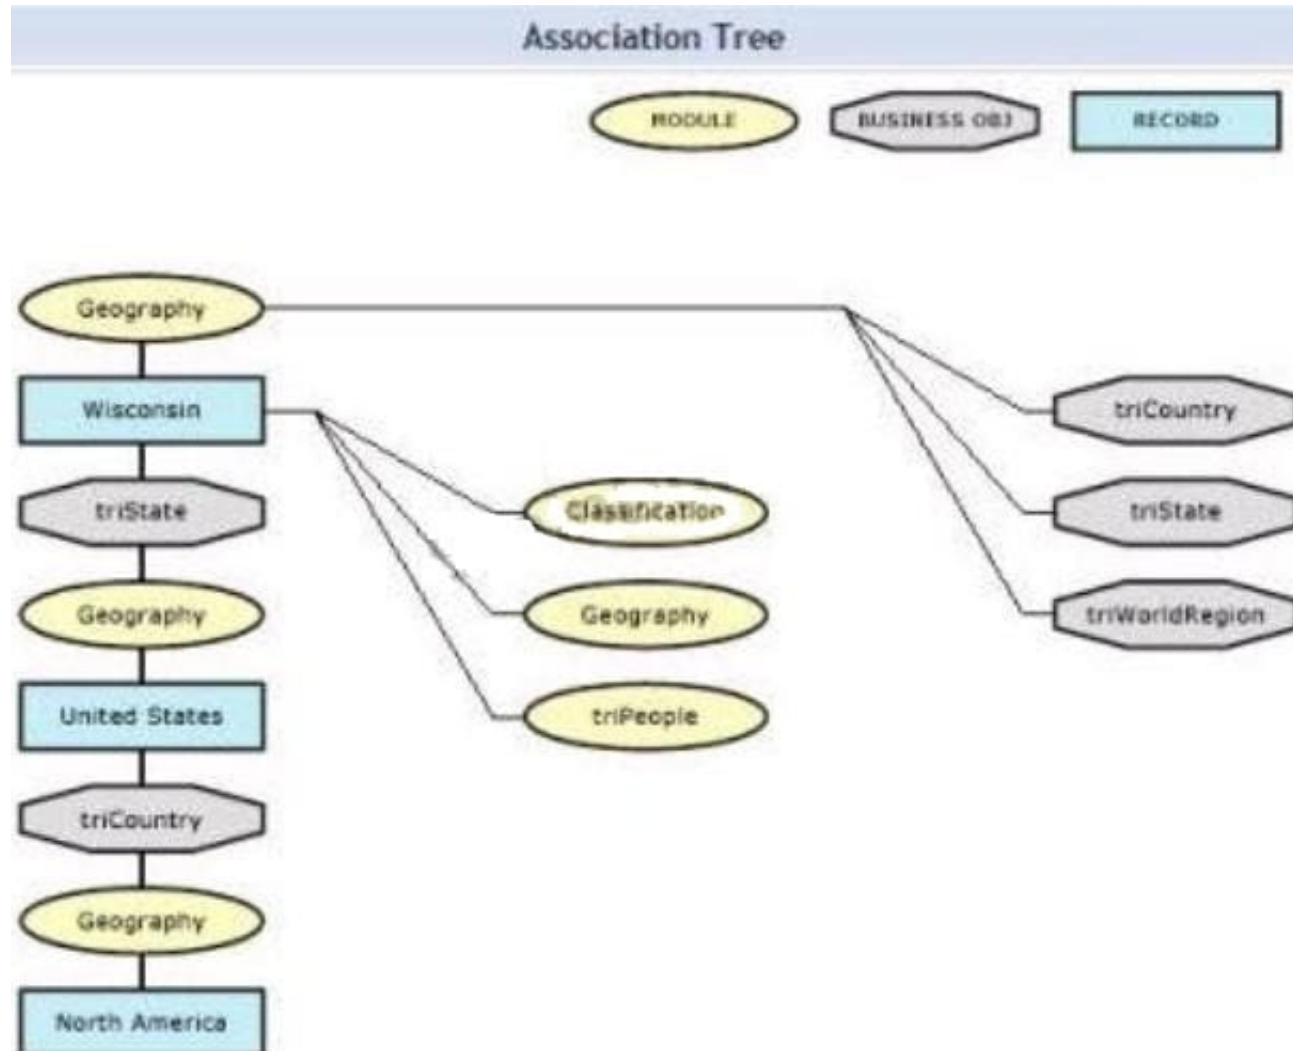 Association Tree
MODULE
BUSINESS OBJ
RECORD
Geography
Wisconsin
triCountry
triState
Classification
triState
Geography
Geography
triWorldRegion
United States
triPeople
triCountry
Geography
North America